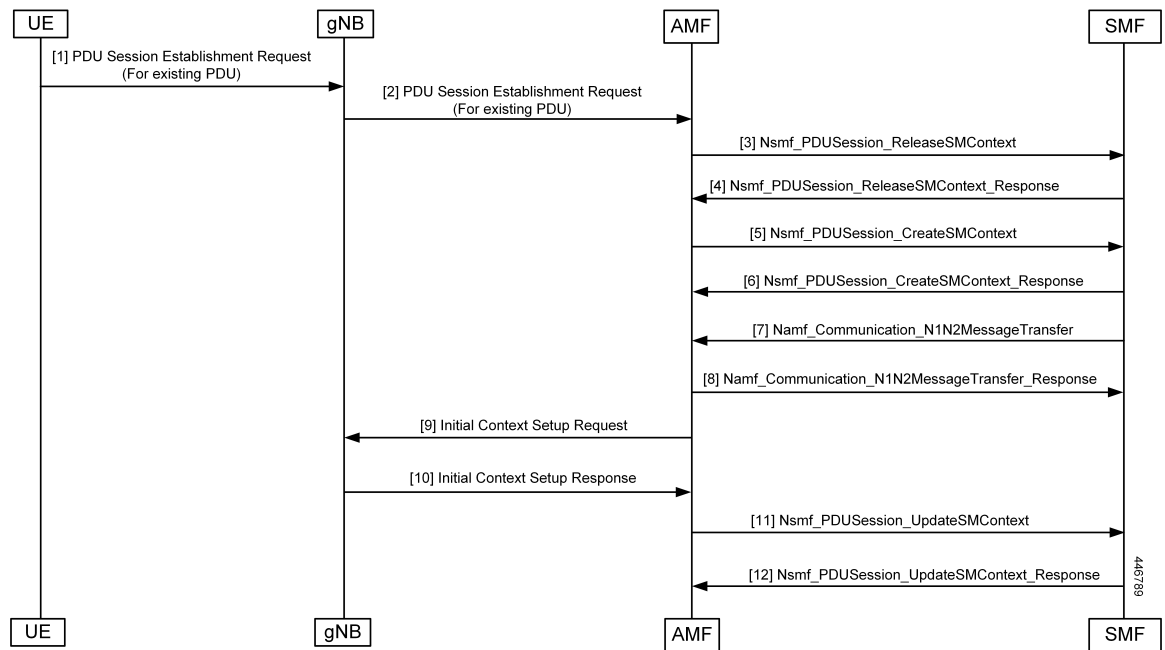 UE
gNB
AMF
SMF
[1] PDU Session Establishment Request
(For existing PDU)
[2] PDU Session Establishment Request
(For existing PDU)
[3] Nsmf_PDUSession_ReleaseSMContext
[4] Nsmf_PDUSession_ReleaseSMContext_Response
[5] Nsmf_PDUSession_CreateSMContext
[6] Nsmf_PDUSession_CreateSMContext_Response
[7] Namf_Communication_N1N2MessageTransfer
[8] Namf_Communication_N1N2MessageTransfer_Response
[9] Initial Context Setup Request
[10] Initial Context Setup Response
[11] Nsmf_PDUSession_UpdateSMContext
[12] Nsmf_PDUSession_UpdateSMContext_Response
446789
UE
gNB
AMF
SMF